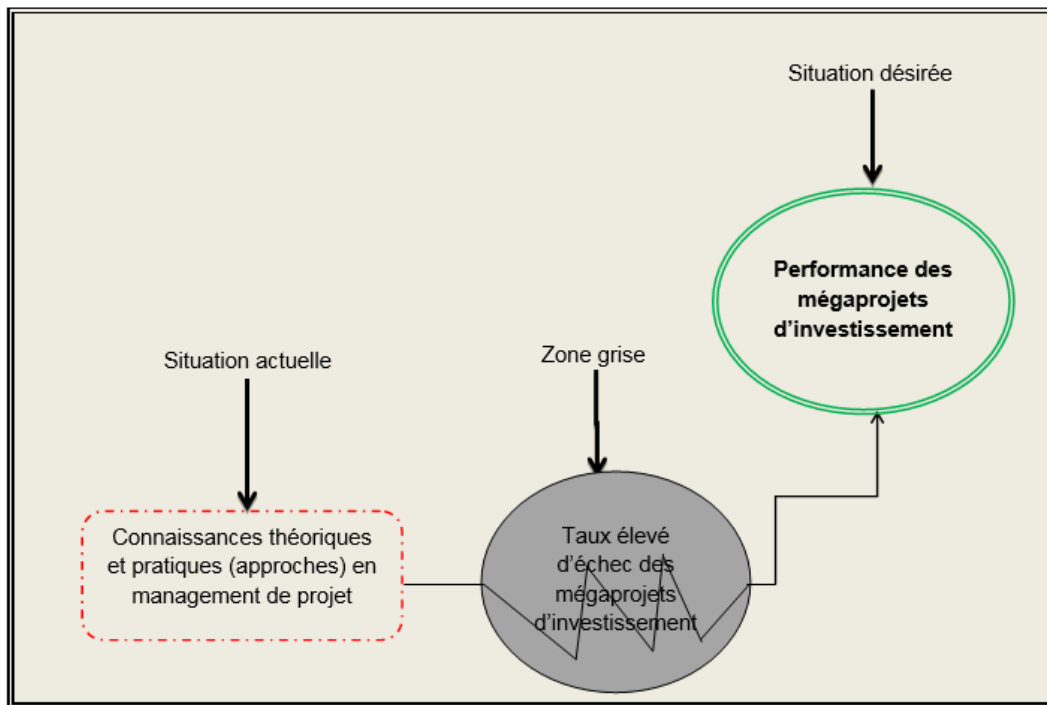 Situation désirée
Performance des
mégaprojets
d’investissement
Situation actuelle
Zone grise
Connaissances théoriques
et pratiques (approches) en
management de projet
Taux élevé
d’échec des
mégaprojets
d’investissement